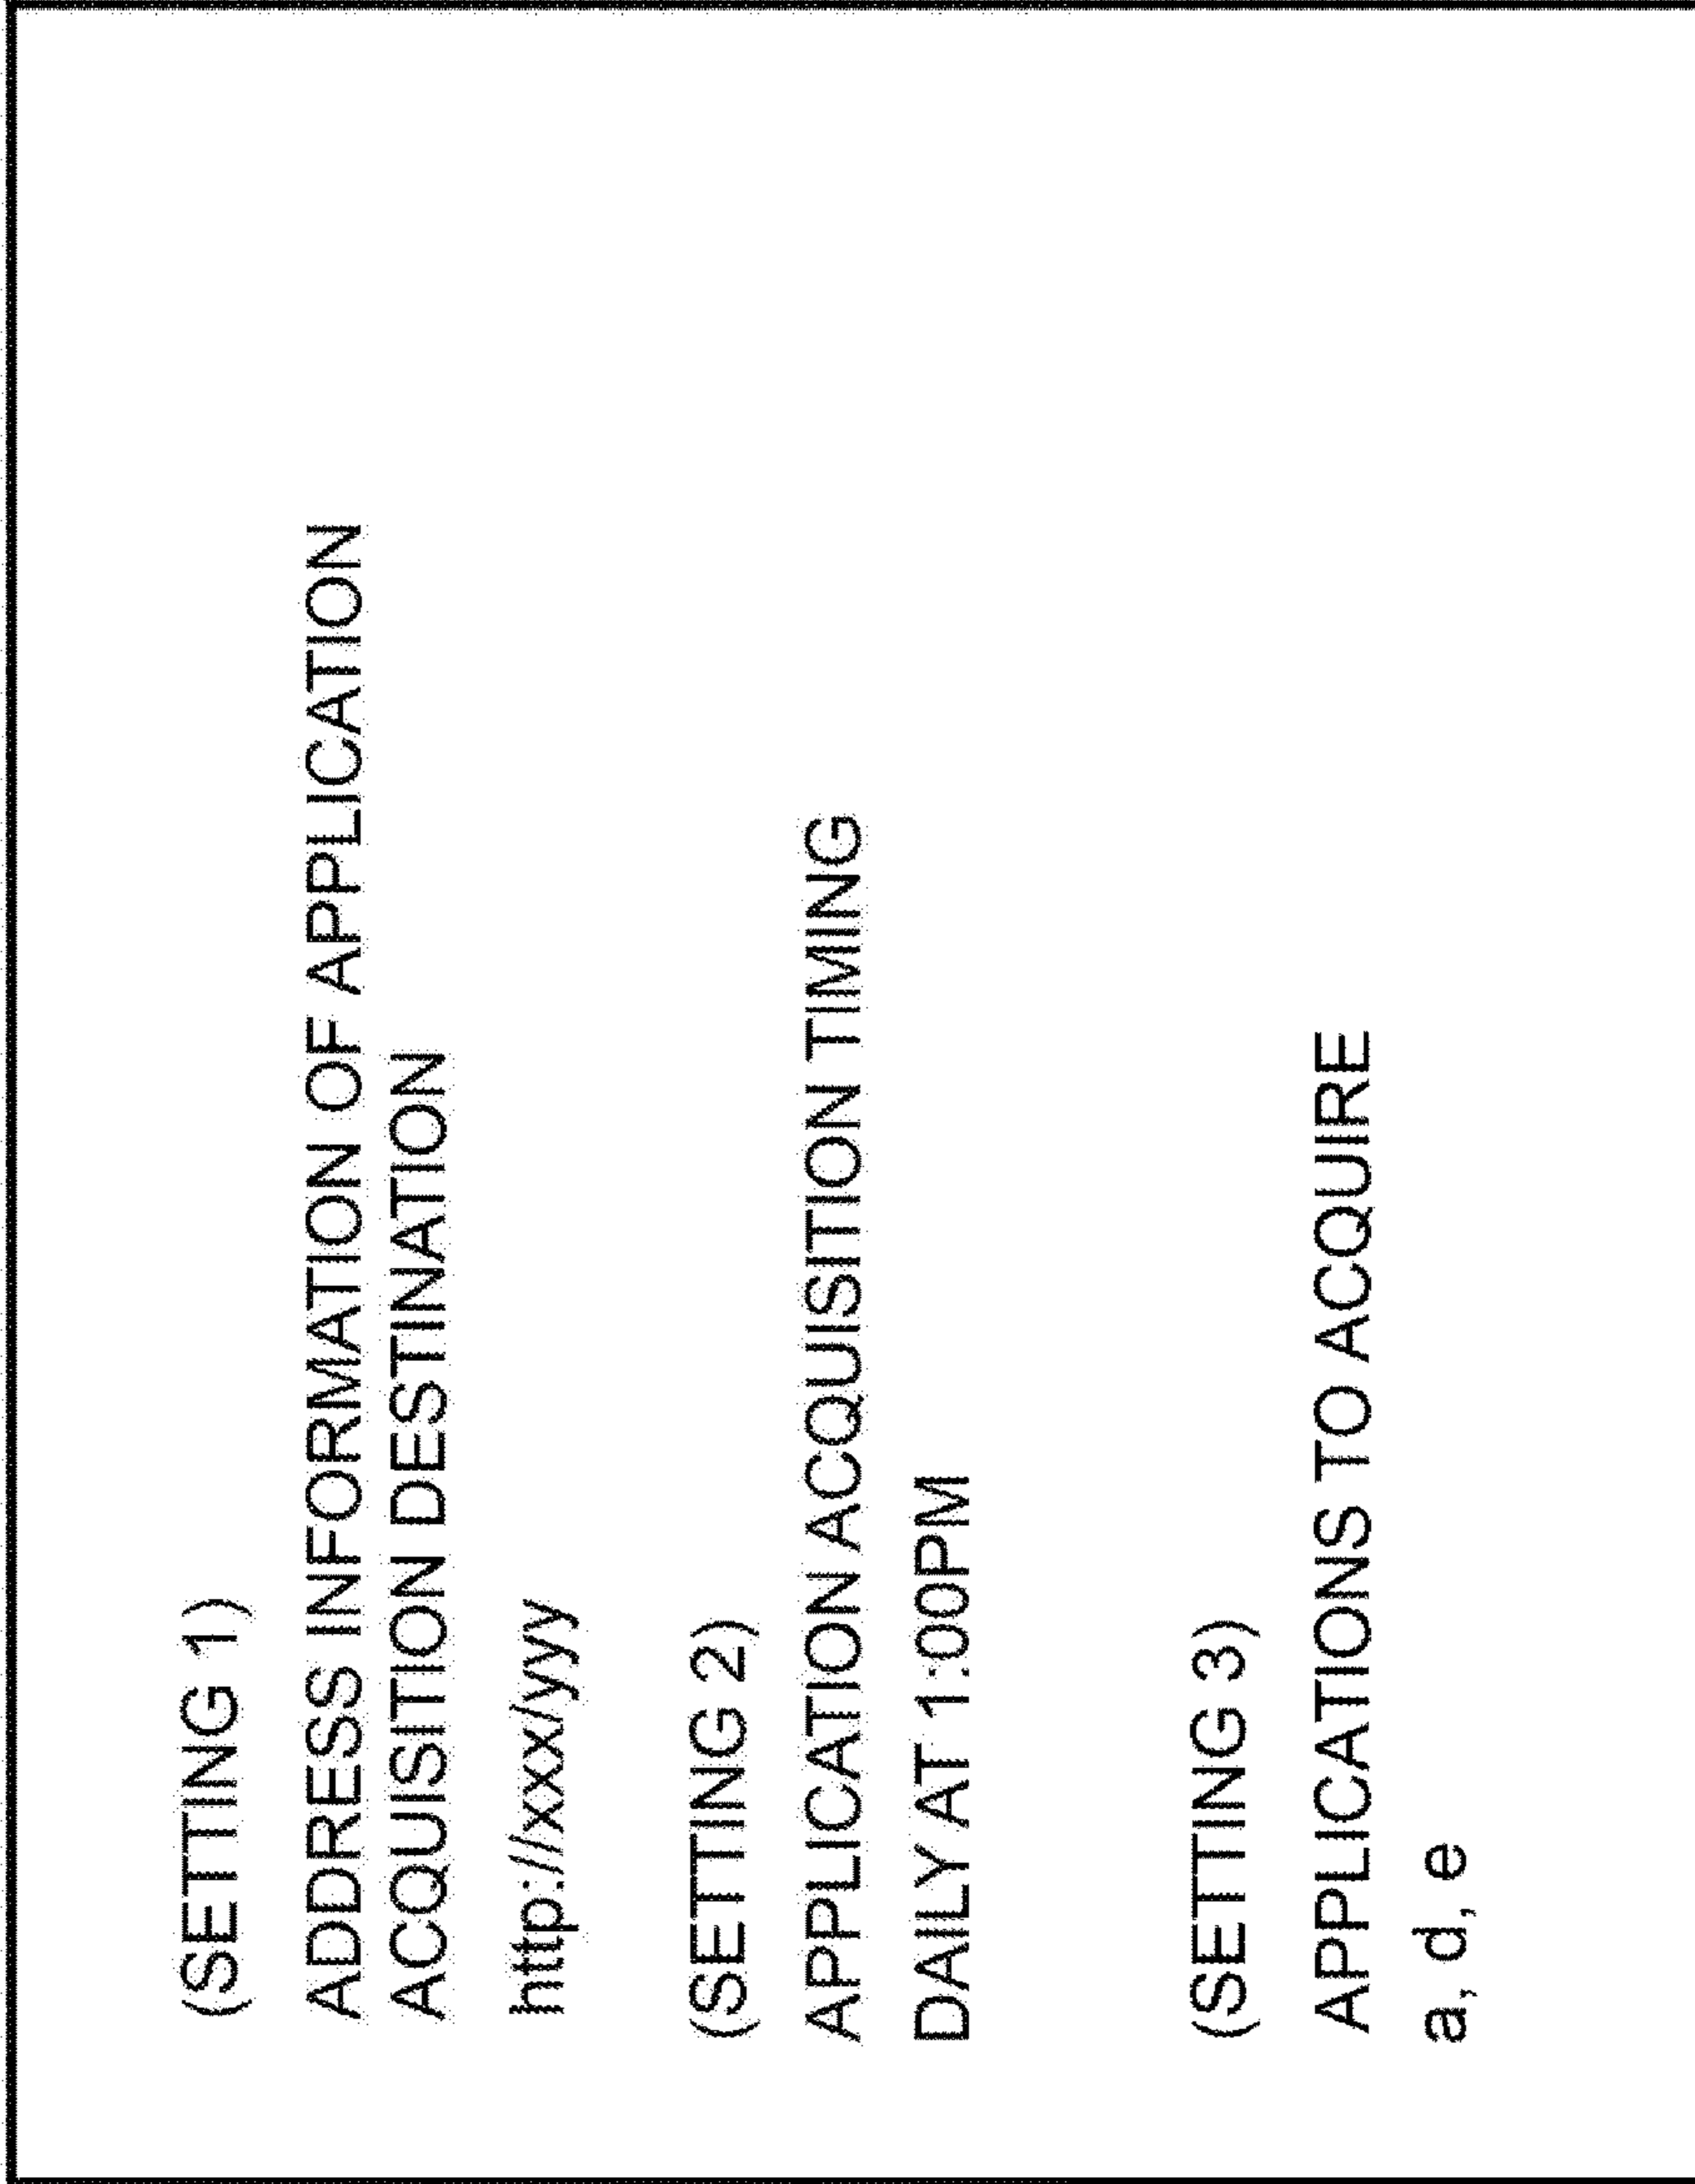 (SETTING 1)
ADDRESS INFORMATION OF APPLICATION
ACQUISITION DESTINATION
http://xxx/yyy
(SETTING 2)
APPLICATION ACQUISITION TIMING
DAILY AT 1:00PM
(SETTING 3)
APPLICATIONS TO ACQUIRE
a, d, e